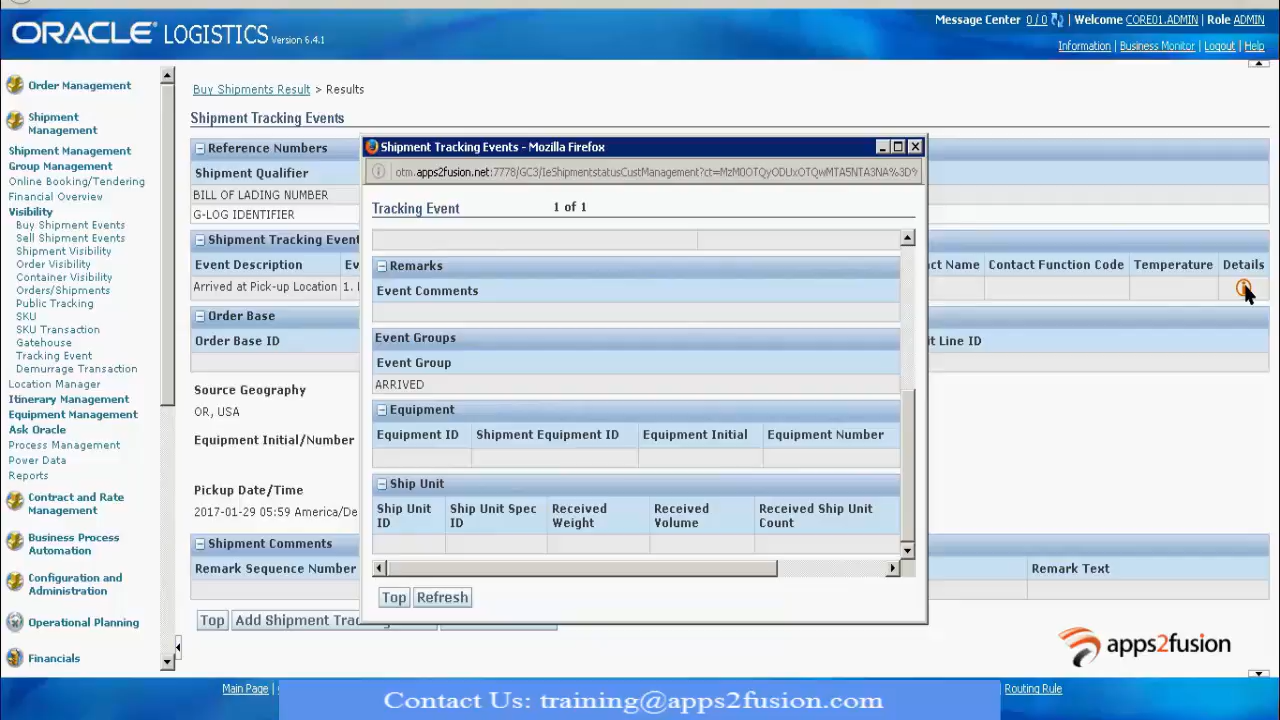 Message Center 0 / 0 | Welcome CORE01.ADMIN | Role ADMIN
ORACLE LOGISTICS Version 6.4.1
Information | Business Monitor | Logout | Help
Order Management
Shipment Management
Shipment Management
Group Management
Online Booking/Tendering
Financial Overview
Visibility
Buy Shipment Events
Sell Shipment Events
Shipment Visibility
Order Visibility
Container Visibility
Orders/Shipments
Public Tracking
SKU
SKU Transaction
Gatehouse
Tracking Event
Demurrage Transaction
Location Manager
Itinerary Management
Equipment Management
Ask Oracle
Process Management
Power Data
Reports
Contract and Rate Management
Business Process Automation
Configuration and Administration
Operational Planning
Financials
Buy Shipments Result > Results
Shipment Tracking Events
Reference Numbers
Shipment Qualifier
BILL OF LADING NUMBER
G-LOG IDENTIFIER
Shipment Tracking Event
Event Description
Contact Function Code Temperature Details
Arrived at Pick-up Location 1.
Order Base
Order Base ID
Line ID
Source Geography
OR, USA
Equipment Initial/Number
Pickup Date/Time
2017-01-29 05:59 America/De
Shipment Comments
Remark Sequence Number Remark Text
Top Add Shipment
Shipment Tracking Events - Mozilla Firefox
Tracking Event 1 of 1
Remarks
Event Comments
Event Groups
Event Group
ARRIVED
Equipment
Equipment ID Shipment Equipment ID Equipment Initial Equipment Number
Ship Unit
Ship Unit ID Ship Unit Spec ID Received Weight Received Volume Received Ship Unit Count
Top Refresh
apps2fusion
Main Page Routing Rule
Contact Us: training@apps2fusion.com